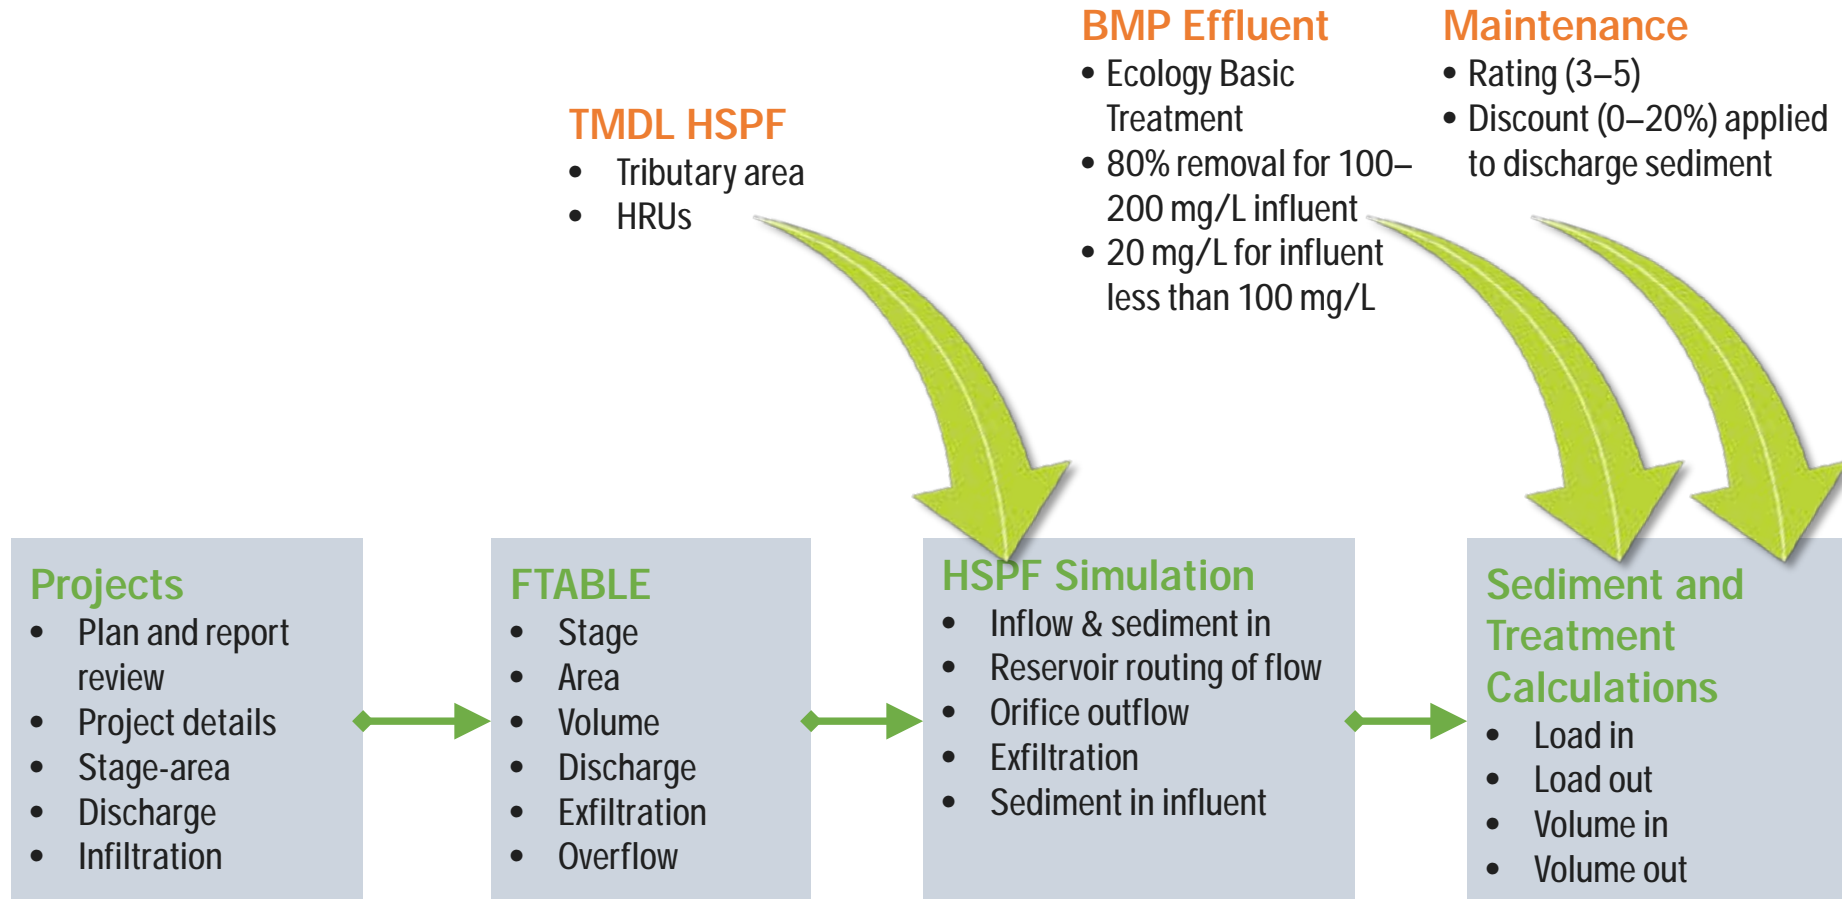 TMDL HSPF
• Tributary area
• HRUs
BMP Effluent
• Ecology Basic
Treatment
• 80% removal for 100–
200 mg/L influent
• 20 mg/L for influent
less than 100 mg/L
Maintenance
• Rating (3–5)
• Discount (0–20%) applied
to discharge sediment
Projects
• Plan and report
review
• Project details
• Stage-area
• Discharge
• Infiltration
FTABLE
• Stage
• Area
• Volume
• Discharge
• Exfiltration
• Overflow
HSPF Simulation
• Inflow & sediment in
• Reservoir routing of flow
• Orifice outflow
• Exfiltration
• Sediment in influent
Sediment and
Treatment
Calculations
• Load in
• Load out
• Volume in
• Volume out